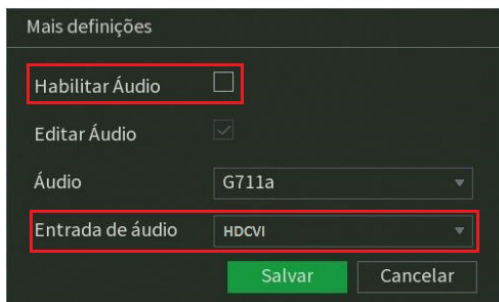 Mais definições
Habilitar Áudio
Editar Áudio
Áudio G711a
Entrada de áudio HDCVI
Salvar Cancelar